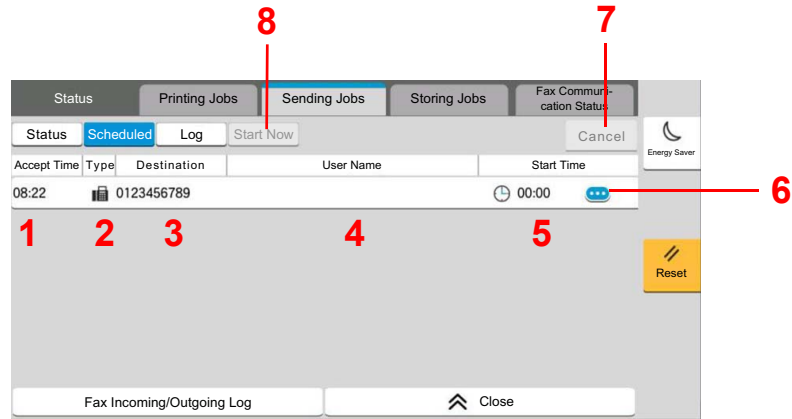 8
7
Status
Printing Jobs
Sending Jobs
Storing Jobs
Fax Communi-
cation Status
Status
Scheduled
Log
Start Now
Cancel
Energy Saver
Accept Time
Type
Destination
User Name
Start Time
08:22
0123456789
00:00
6
1
2
3
4
5
Reset
Fax Incoming/Outgoing Log
Close